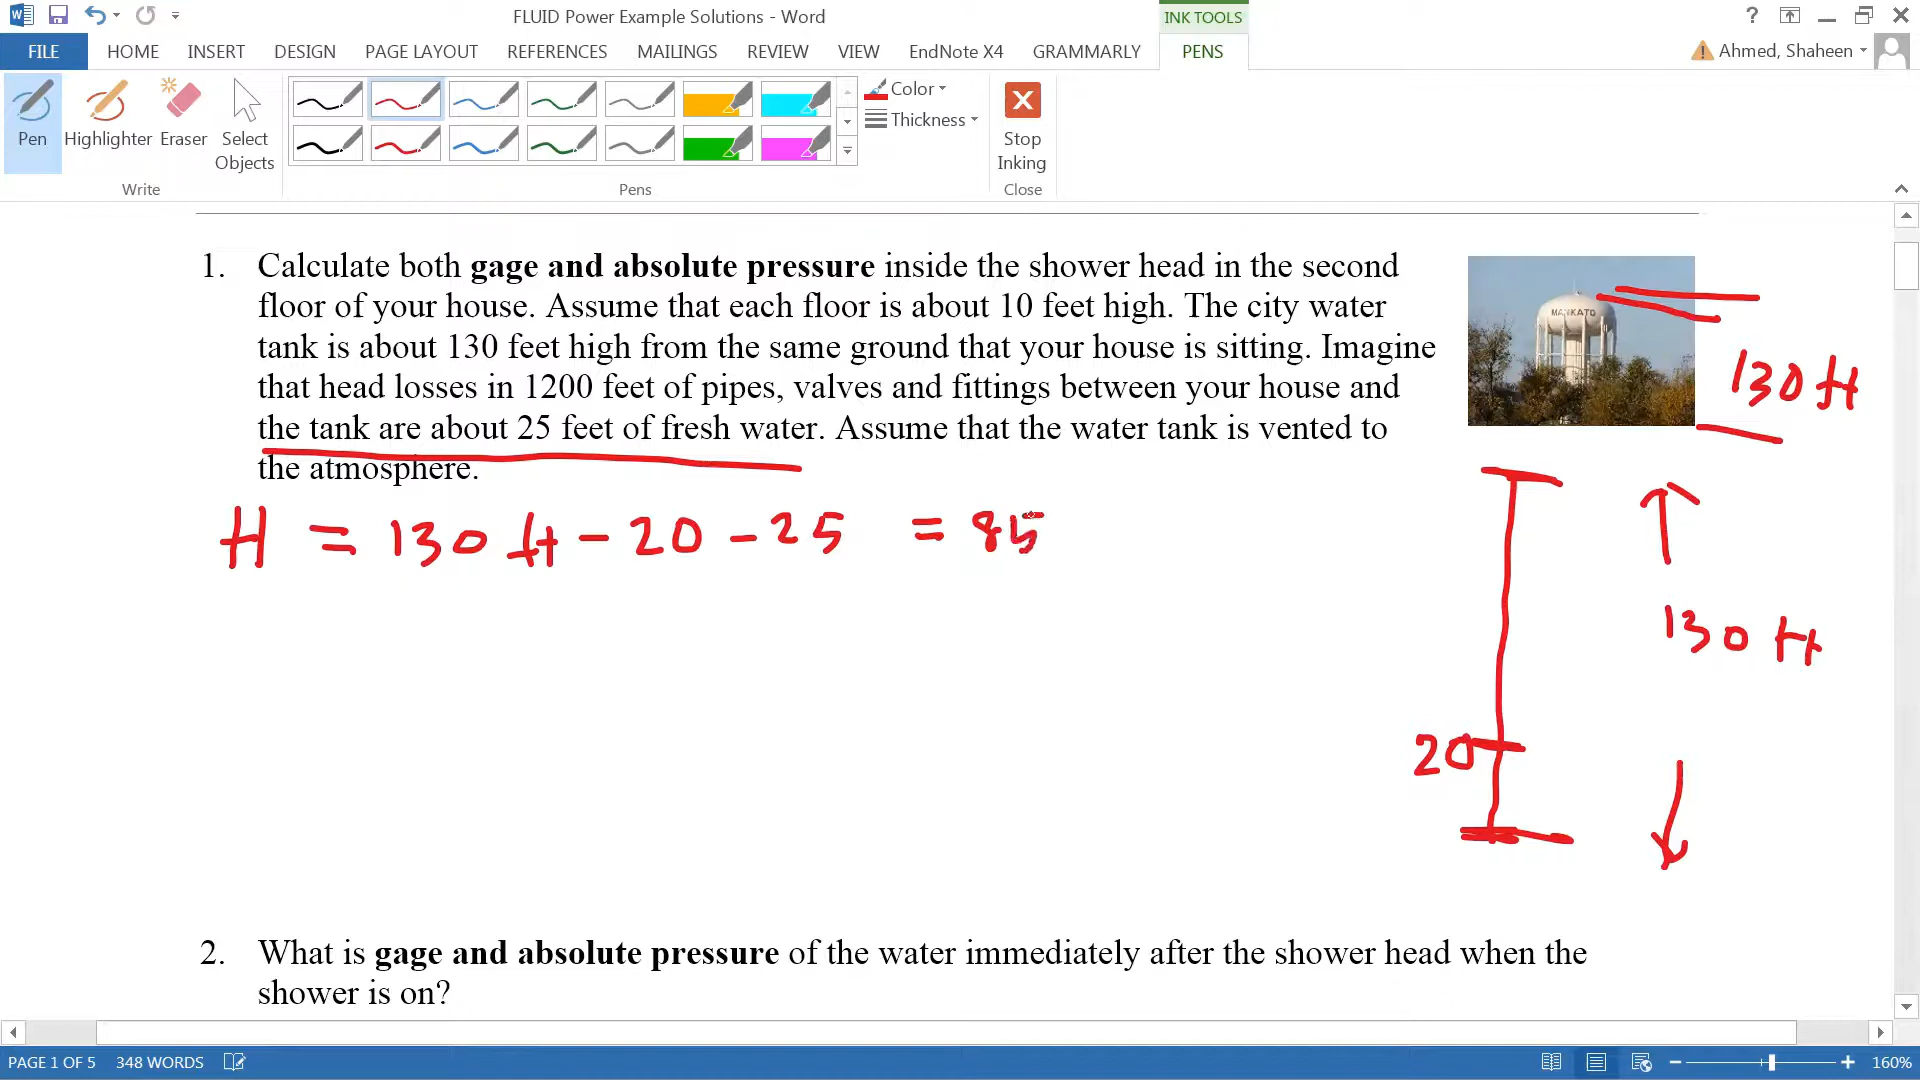 FLUID Power Example Solutions - Word
INK TOOLS
?
FILE HOME INSERT DESIGN PAGE LAYOUT REFERENCES MAILINGS REVIEW VIEW EndNote X4 GRAMMARLY PENS
Ahmed, Shaheen
Pen
Highlighter
Eraser
Select Objects
Color
Thickness
Stop Inking
Write
Pens
Close
1. Calculate both gage and absolute pressure inside the shower head in the second
floor of your house. Assume that each floor is about 10 feet high. The city water
tank is about 130 feet high from the same ground that your house is sitting. Imagine
that head losses in 1200 feet of pipes, valves and fittings between your house and
the tank are about 25 feet of fresh water. Assume that the water tank is vented to
the atmosphere.
MANKATO
130 ft
H = 130 ft - 20 - 25 = 85
130 ft
20
2. What is gage and absolute pressure of the water immediately after the shower head when the
shower is on?
PAGE 1 OF 5 348 WORDS
160%